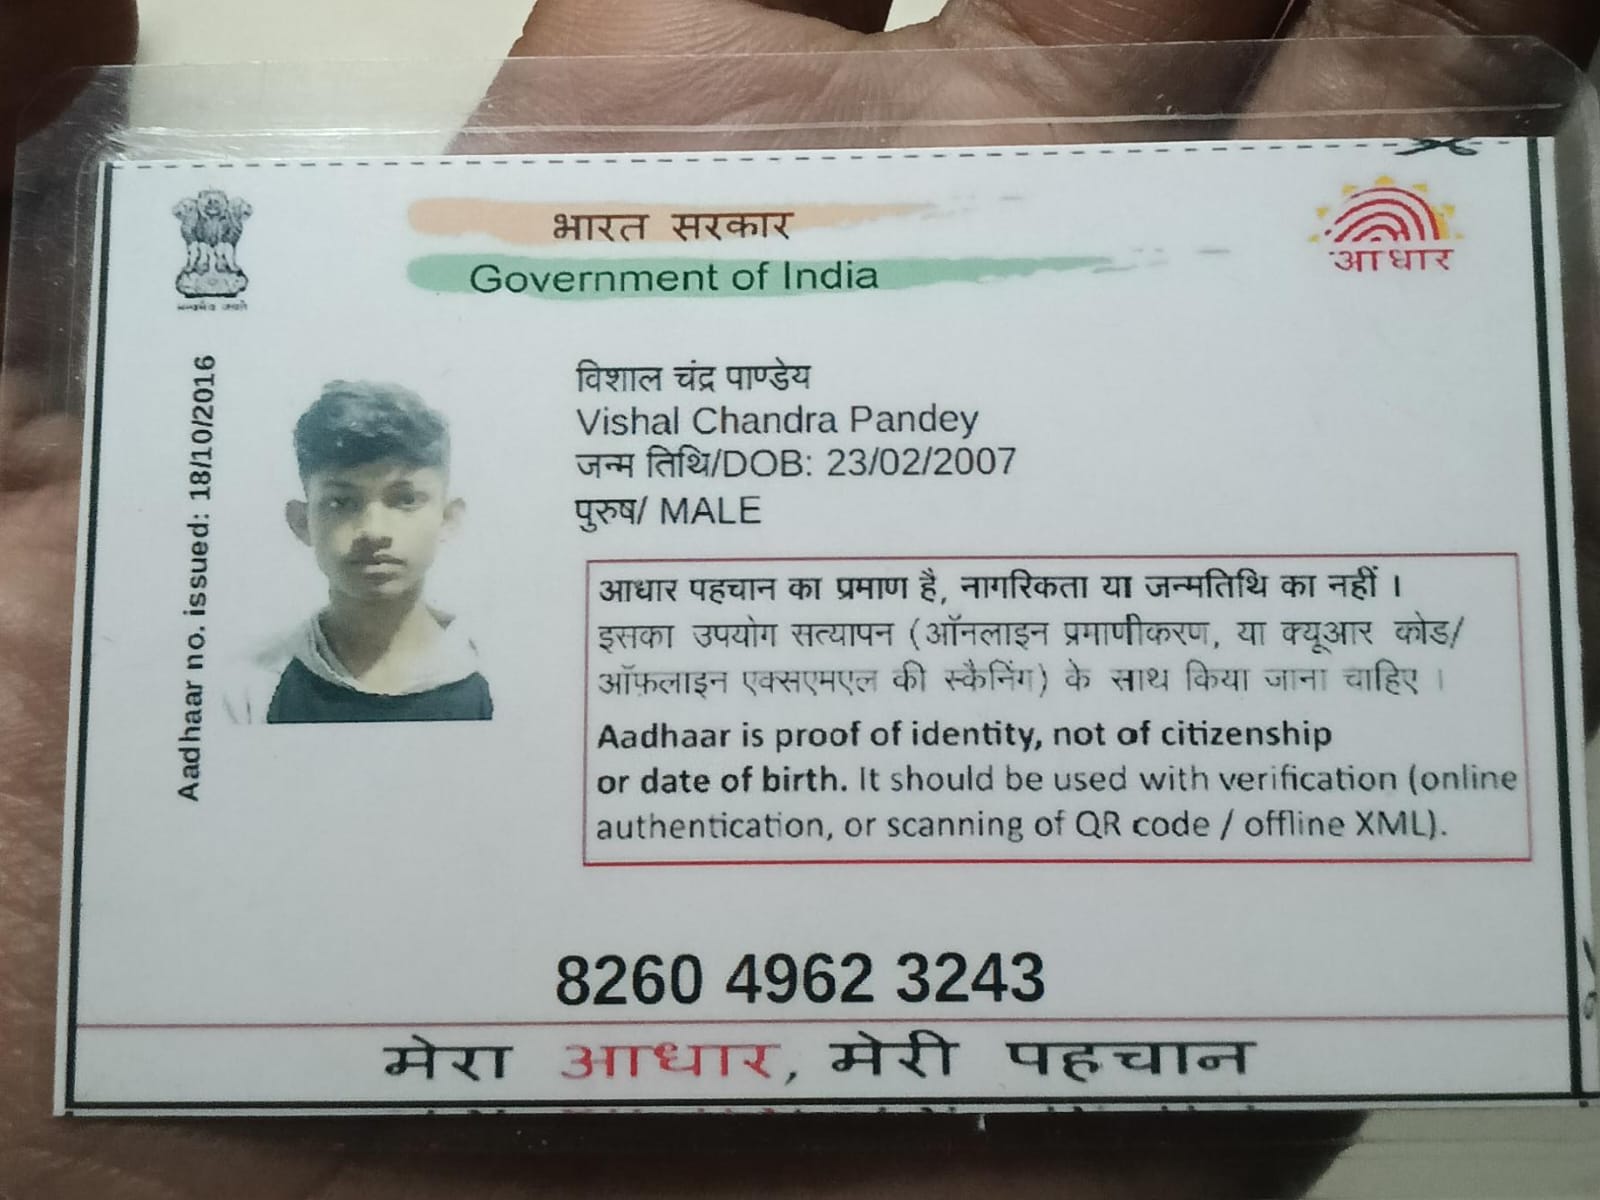 भारत सरकार
Government of India
आधार
Aadhaar no. issued: 18/10/2016
विशाल चंद्र पाण्डेय
Vishal Chandra Pandey
जन्म तिथि/DOB: 23/02/2007
पुरुष/ MALE
आधार पहचान का प्रमाण है, नागरिकता या जन्मतिथि का नहीं ।
इसका उपयोग सत्यापन (ऑनलाइन प्रमाणीकरण, या क्यूआर कोड/
ऑफ़लाइन एक्सएमएल की स्कैनिंग) के साथ किया जाना चाहिए ।
Aadhaar is proof of identity, not of citizenship
or date of birth. It should be used with verification (online
authentication, or scanning of QR code / offline XML).
8260 4962 3243
मेरा आधार, मेरी पहचान